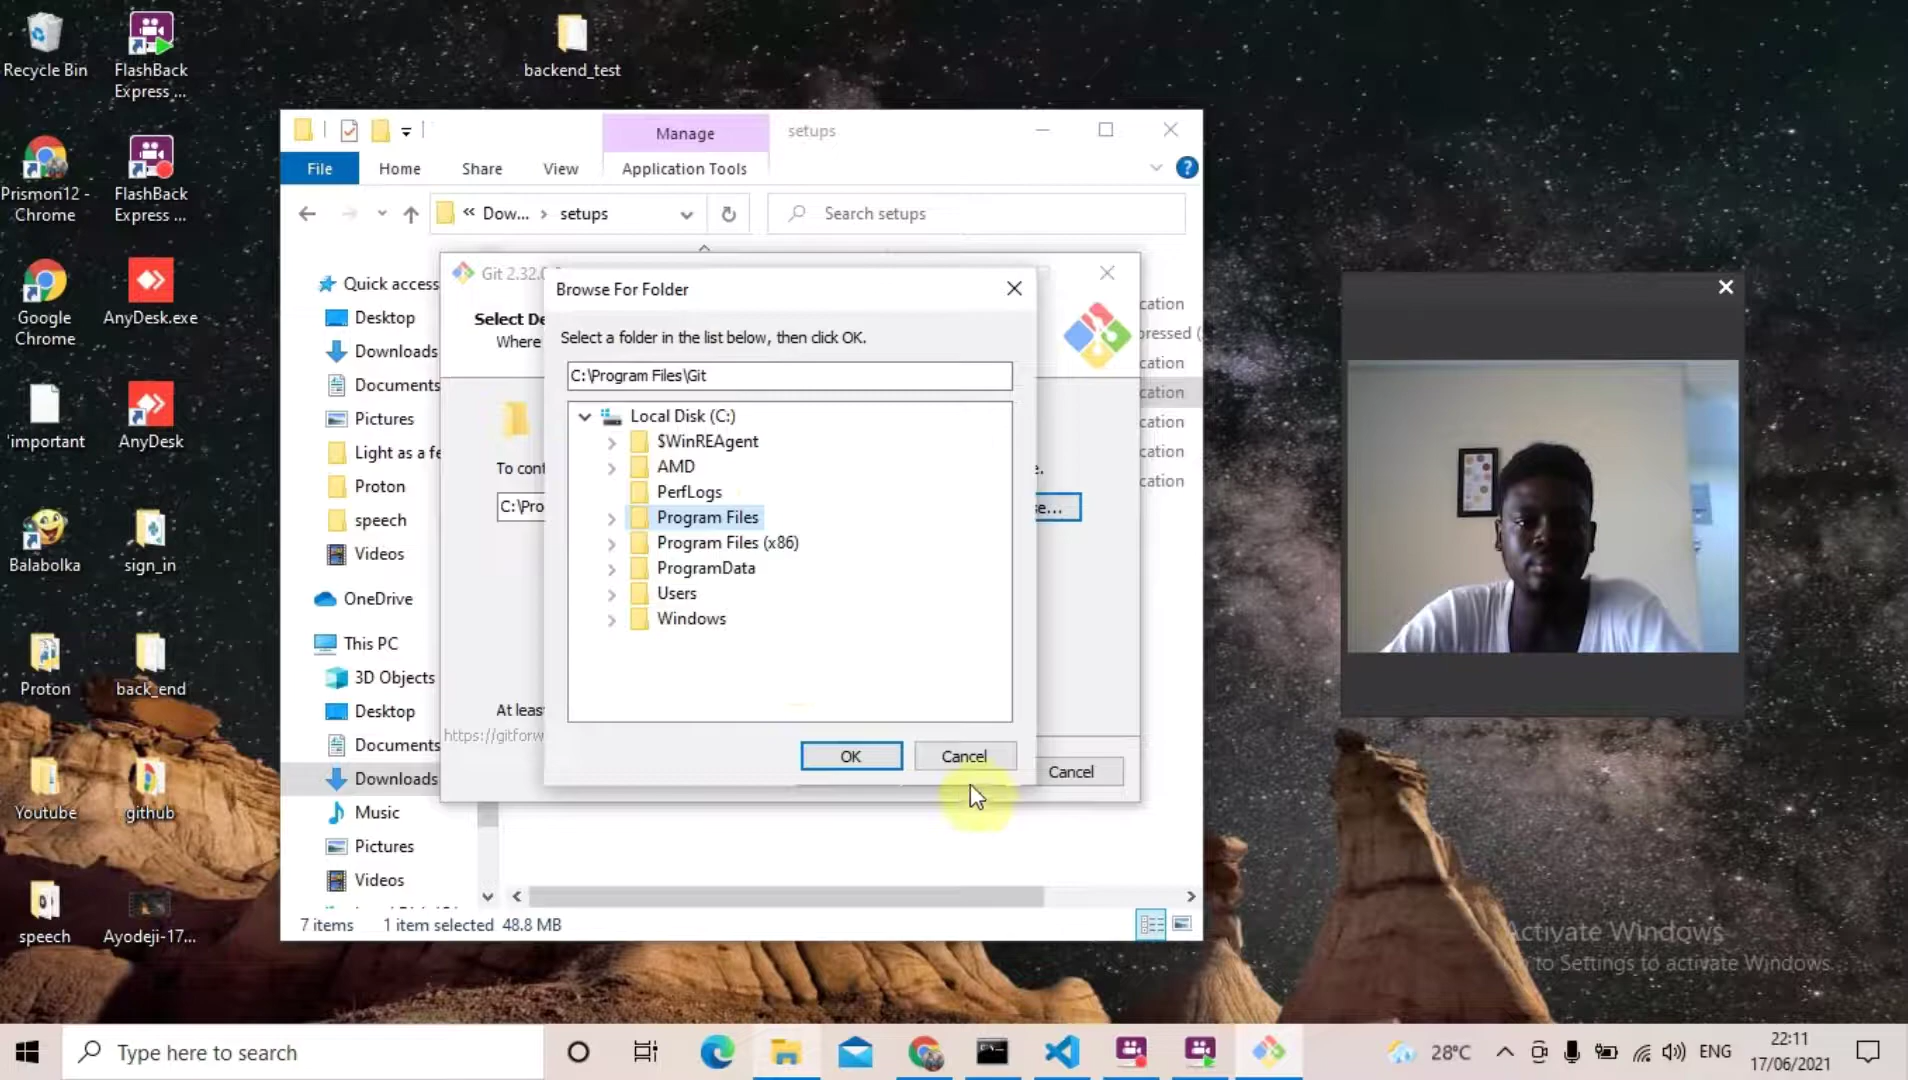 Recycle Bin
FlashBack
Express ...
backend_test
Prismon12 -
Chrome
FlashBack
Express ...
Google
Chrome
AnyDesk.exe
'important
AnyDesk
Balabolka
sign_in
Proton
back_end
Youtube
github
speech
Ayodeji-17...
Manage
setups
File
Home
Share
View
Application Tools
« Dow... › setups
Search setups
Quick access
Desktop
Downloads
Documents
Pictures
Light as a fe
Proton
speech
Videos
OneDrive
This PC
3D Objects
Desktop
Documents
Downloads
Music
Pictures
Videos
7 items
1 item selected 48.8 MB
cation
pressed (
cation
cation
cation
cation
cation
Git 2.32.0
Select De
Where
To cont
e.
C:\Pro
se...
At leas
https://gitforw
Cancel
Browse For Folder
Select a folder in the list below, then click OK.
C:\Program Files\Git
Local Disk (C:)
$WinREAgent
AMD
PerfLogs
Program Files
Program Files (x86)
ProgramData
Users
Windows
OK
Cancel
Activate Windows
to Settings to activate Windows.
Type here to search
28°C
ENG
22:11
17/06/2021